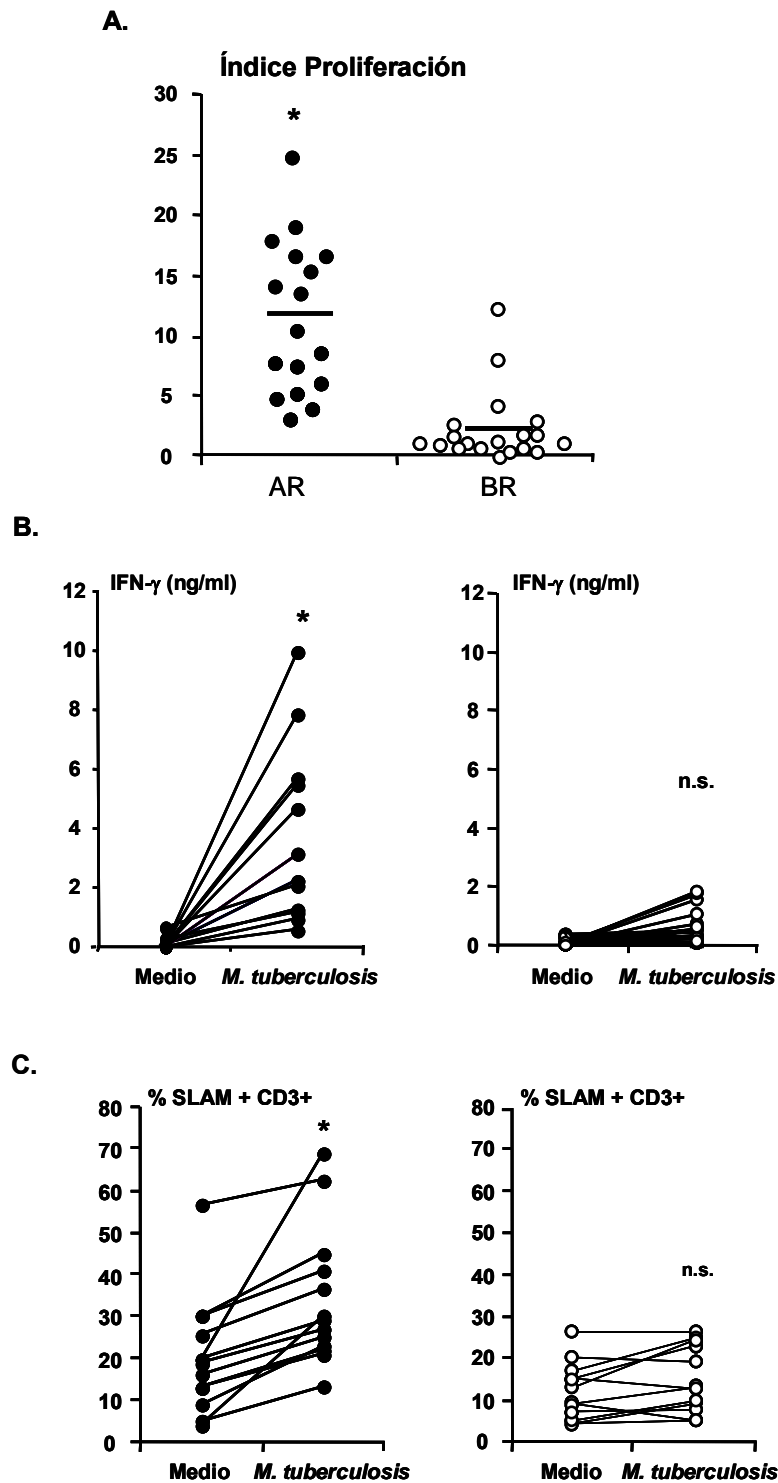 A.
Índice Proliferación
30
*
25
20
15
10
5
0
AR BR
B.
IFN-γ (ng/ml)
12
*
10
8
6
4
2
0
Medio M. tuberculosis
IFN-γ (ng/ml)
12
10
8
6
n.s.
4
2
0
Medio M. tuberculosis
C.
% SLAM + CD3+
80
*
70
60
50
40
30
20
10
0
Medio M. tuberculosis
% SLAM + CD3+
80
70
60
50
40
n.s.
30
20
10
0
Medio M. tuberculosis